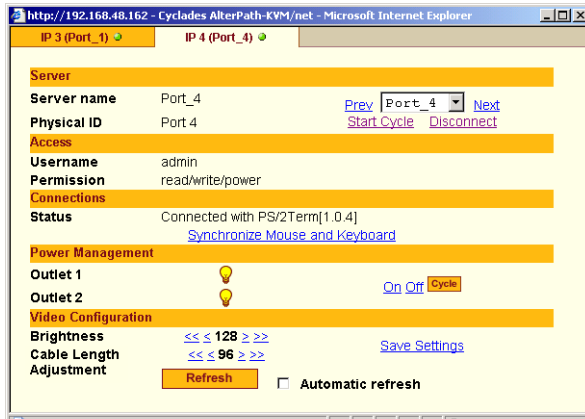 http://192.168.48.162 - Cyclades AlterPath-KVM/net - Microsoft Internet Explorer
IP 3 (Port_1) IP 4 (Port_4)
Server
Server name Port_4 Prev Port_4 Next
Physical ID Port 4 Start Cycle Disconnect
Access
Username admin
Permission read/write/power
Connections
Status Connected with PS/2Term[1.0.4]
Synchronize Mouse and Keyboard
Power Management
Outlet 1
On Off Cycle
Outlet 2
Video Configuration
Brightness << < 128 > >>
Save Settings
Cable Length << < 96 > >>
Adjustment
Refresh Automatic refresh